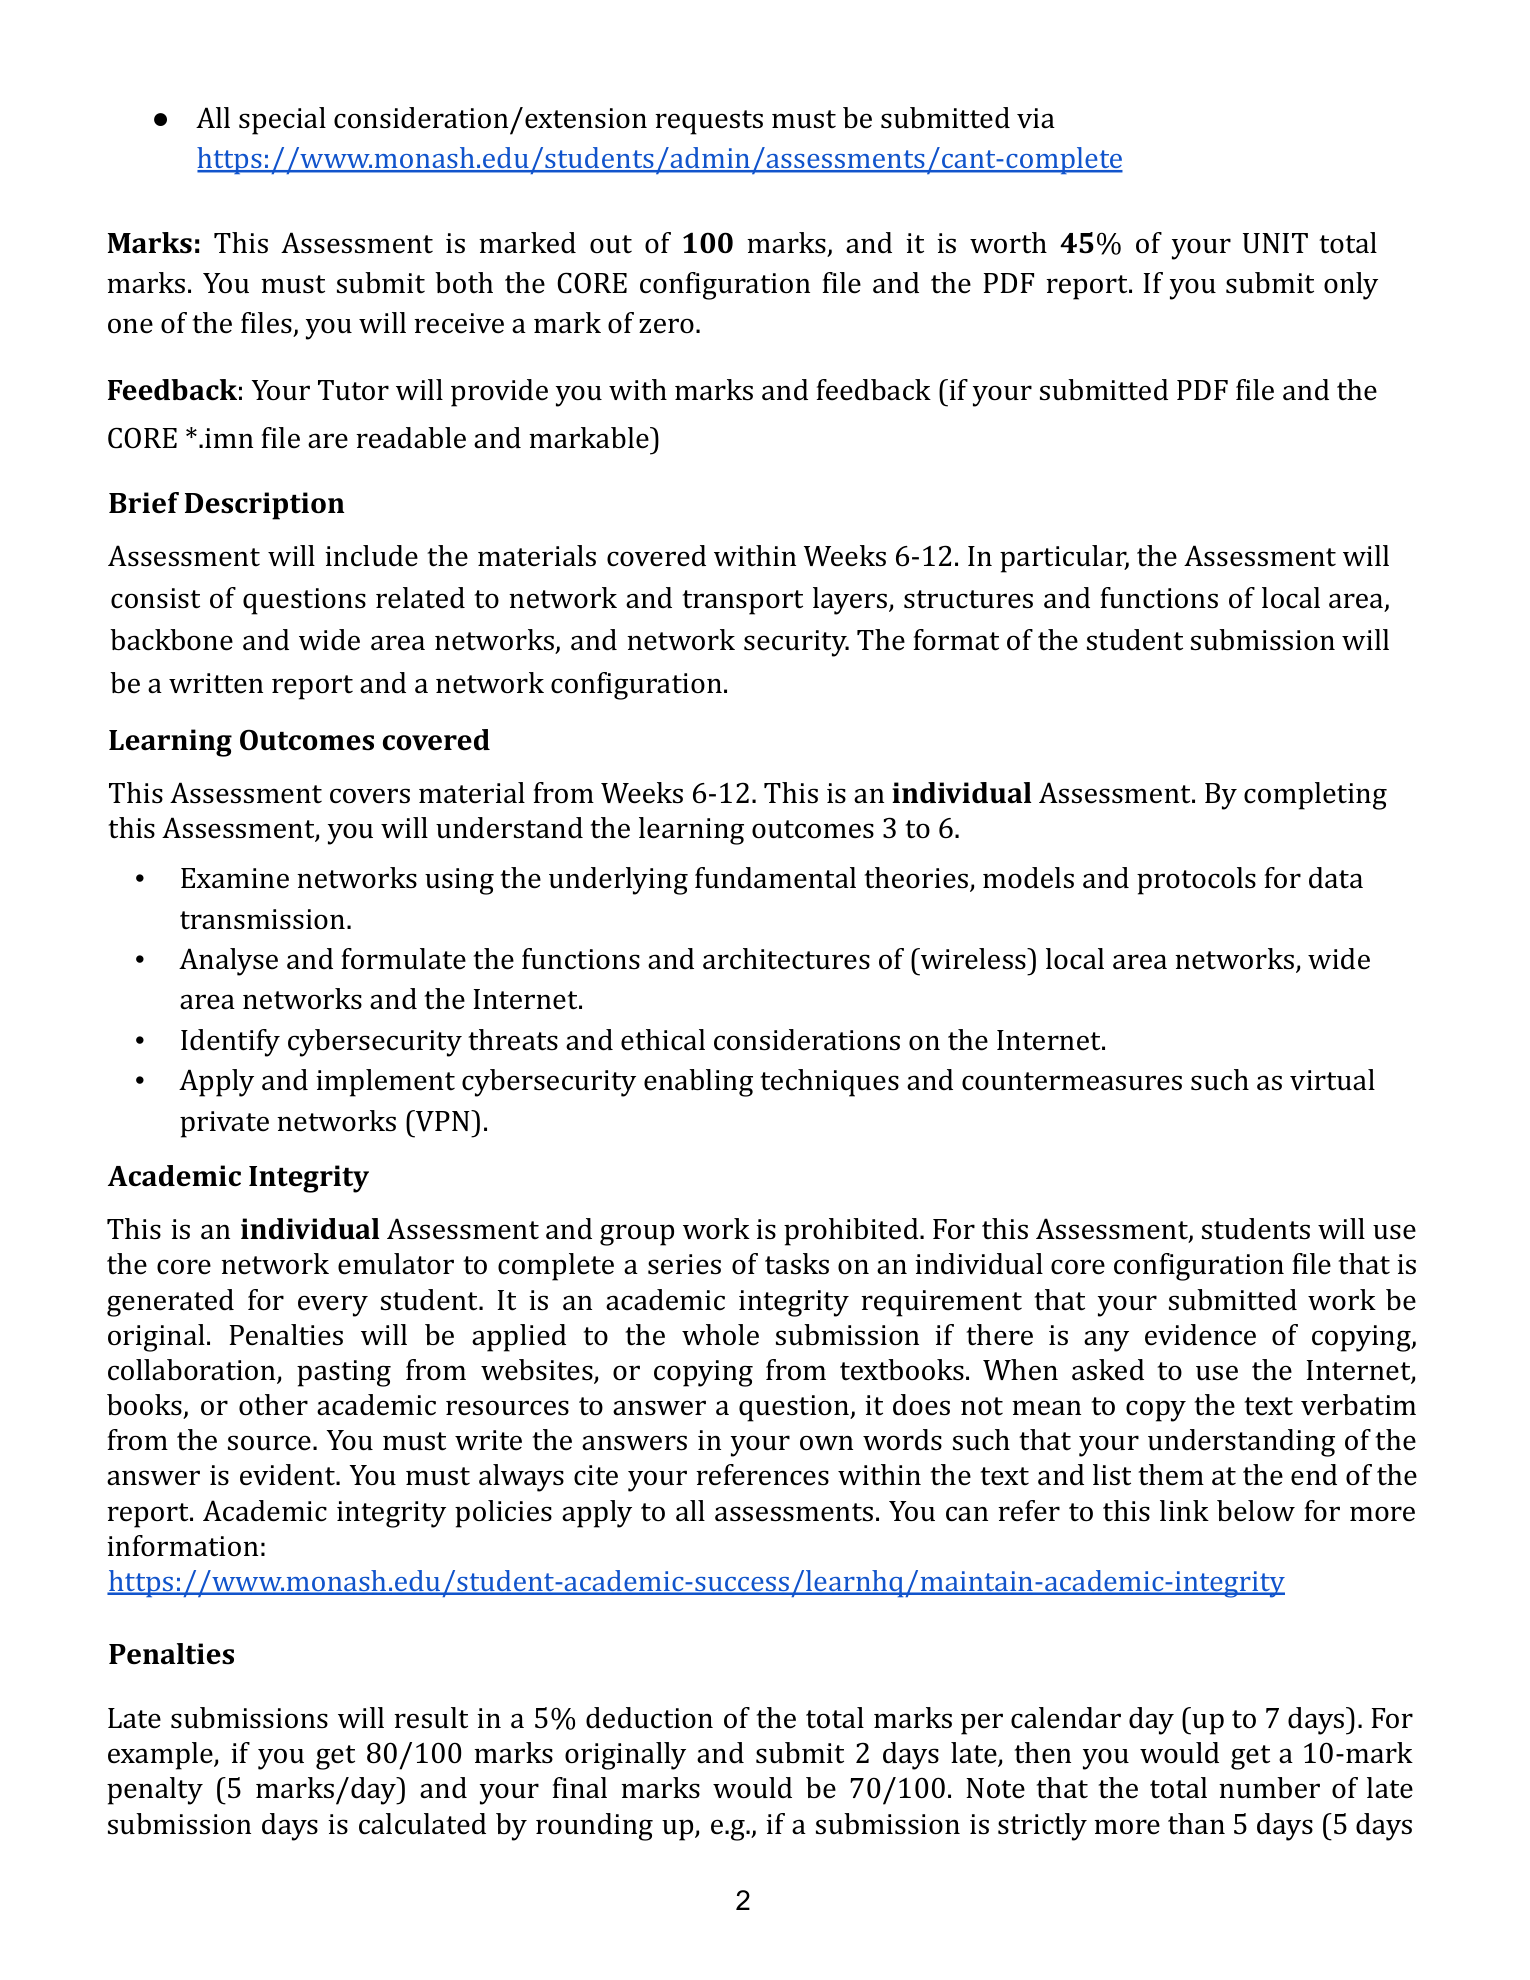 ● All special consideration/extension requests must be submitted via
https://www.monash.edu/students/admin/assessments/cant-complete
Marks: This Assessment is marked out of 100 marks, and it is worth 45% of your UNIT total
marks. You must submit both the CORE configuration file and the PDF report. If you submit only
one of the files, you will receive a mark of zero.
Feedback: Your Tutor will provide you with marks and feedback (if your submitted PDF file and the
CORE *.imn file are readable and markable)
Brief Description
Assessment will include the materials covered within Weeks 6-12. In particular, the Assessment will
consist of questions related to network and transport layers, structures and functions of local area,
backbone and wide area networks, and network security. The format of the student submission will
be a written report and a network configuration.
Learning Outcomes covered
This Assessment covers material from Weeks 6-12. This is an individual Assessment. By completing
this Assessment, you will understand the learning outcomes 3 to 6.
• Examine networks using the underlying fundamental theories, models and protocols for data
transmission.
• Analyse and formulate the functions and architectures of (wireless) local area networks, wide
area networks and the Internet.
• Identify cybersecurity threats and ethical considerations on the Internet.
• Apply and implement cybersecurity enabling techniques and countermeasures such as virtual
private networks (VPN).
Academic Integrity
This is an individual Assessment and group work is prohibited. For this Assessment, students will use
the core network emulator to complete a series of tasks on an individual core configuration file that is
generated for every student. It is an academic integrity requirement that your submitted work be
original. Penalties will be applied to the whole submission if there is any evidence of copying,
collaboration, pasting from websites, or copying from textbooks. When asked to use the Internet,
books, or other academic resources to answer a question, it does not mean to copy the text verbatim
from the source. You must write the answers in your own words such that your understanding of the
answer is evident. You must always cite your references within the text and list them at the end of the
report. Academic integrity policies apply to all assessments. You can refer to this link below for more
information:
https://www.monash.edu/student-academic-success/learnhq/maintain-academic-integrity
Penalties
Late submissions will result in a 5% deduction of the total marks per calendar day (up to 7 days). For
example, if you get 80/100 marks originally and submit 2 days late, then you would get a 10-mark
penalty (5 marks/day) and your final marks would be 70/100. Note that the total number of late
submission days is calculated by rounding up, e.g., if a submission is strictly more than 5 days (5 days
2